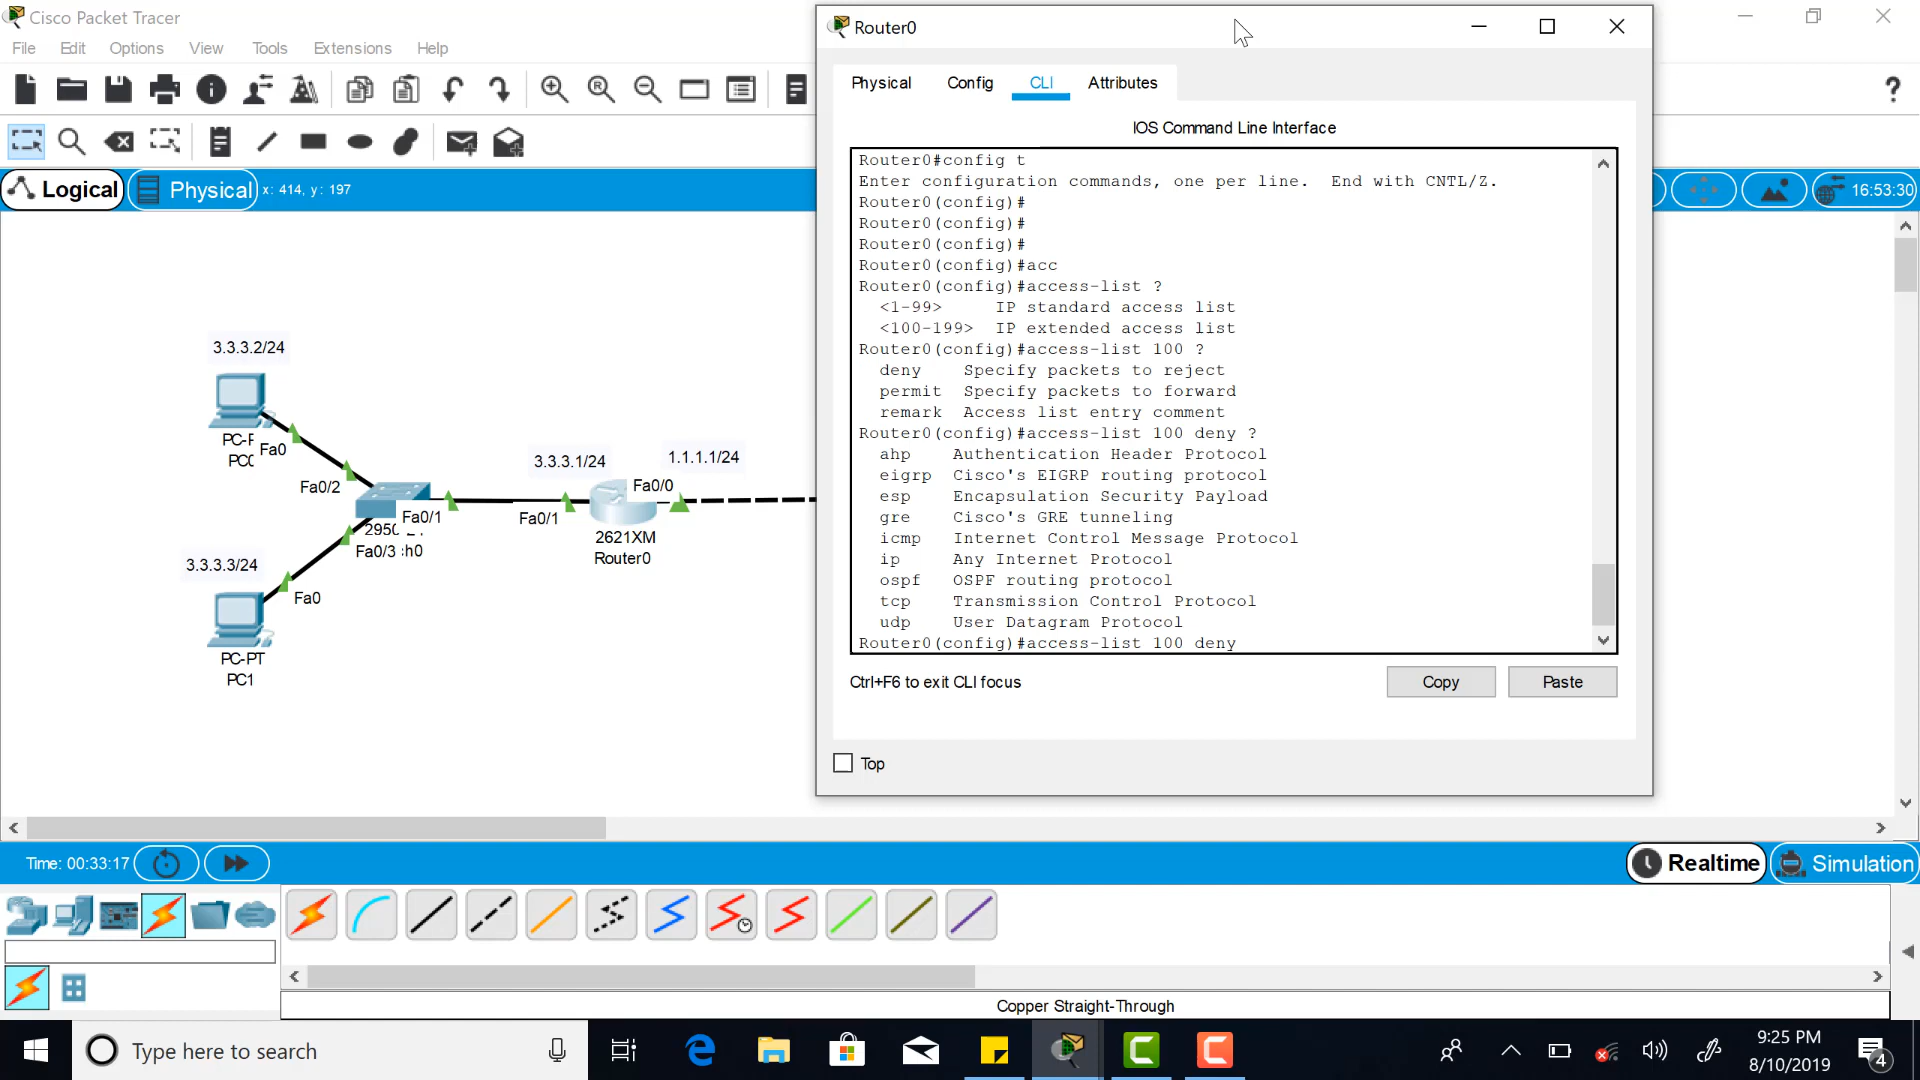 Cisco Packet Tracer
File Edit Options View Tools Extensions Help
Logical Physical x: 414, y: 197
16:53:30
3.3.3.2/24
PC0
Fa0
Fa0/2
Fa0/1
Fa0/3
3.3.3.3/24
Fa0
PC-PT
PC1
3.3.3.1/24
1.1.1.1/24
Fa0/0
Fa0/1
2621XM
Router0
Router0
Physical Config CLI Attributes
IOS Command Line Interface
Router0#config t
Enter configuration commands, one per line. End with CNTL/Z.
Router0(config)#
Router0(config)#
Router0(config)#
Router0(config)#acc
Router0(config)#access-list ?
<1-99> IP standard access list
<100-199> IP extended access list
Router0(config)#access-list 100 ?
deny Specify packets to reject
permit Specify packets to forward
remark Access list entry comment
Router0(config)#access-list 100 deny ?
ahp Authentication Header Protocol
eigrp Cisco's EIGRP routing protocol
esp Encapsulation Security Payload
gre Cisco's GRE tunneling
icmp Internet Control Message Protocol
ip Any Internet Protocol
ospf OSPF routing protocol
tcp Transmission Control Protocol
udp User Datagram Protocol
Router0(config)#access-list 100 deny
Ctrl+F6 to exit CLI focus
Copy Paste
Top
Time: 00:33:17
Realtime Simulation
Copper Straight-Through
Type here to search
9:25 PM
8/10/2019
4